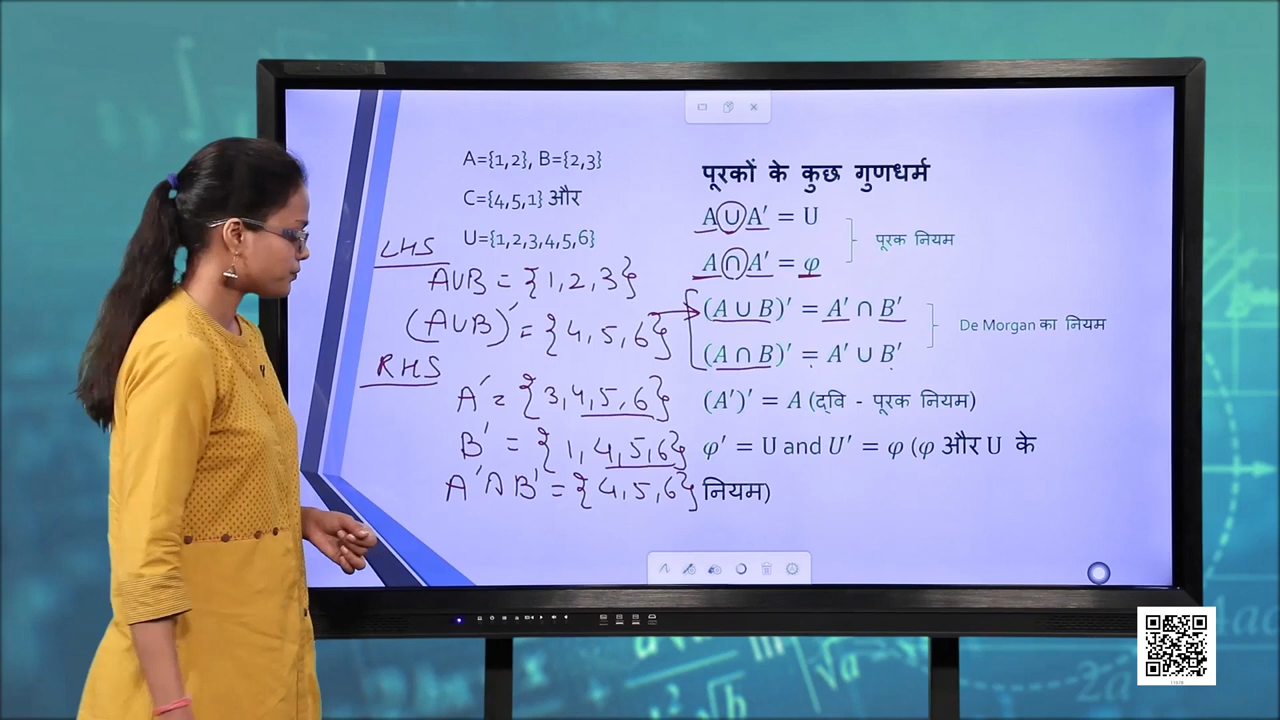 A={1,2}, B={2,3}
C={4,5,1} और
U={1,2,3,4,5,6}
LHS
A∪B = {1,2,3}
(A∪B)′ = {4,5,6}
RHS
A′= {3,4,5,6}
B′ = {1,4,5,6}
A′∩B′ = {4,5,6}
पूरकों के कुछ गुणधर्म
A∪A′ = U
A∩A′ = φ
पूरक नियम
(A ∪ B)′ = A′ ∩ B′
(A ∩ B)′ = A′ ∪ B′
De Morgan का नियम
(A′)′ = A (द्वि - पूरक नियम)
φ′ = U and U′ = φ (φ और U के
नियम)